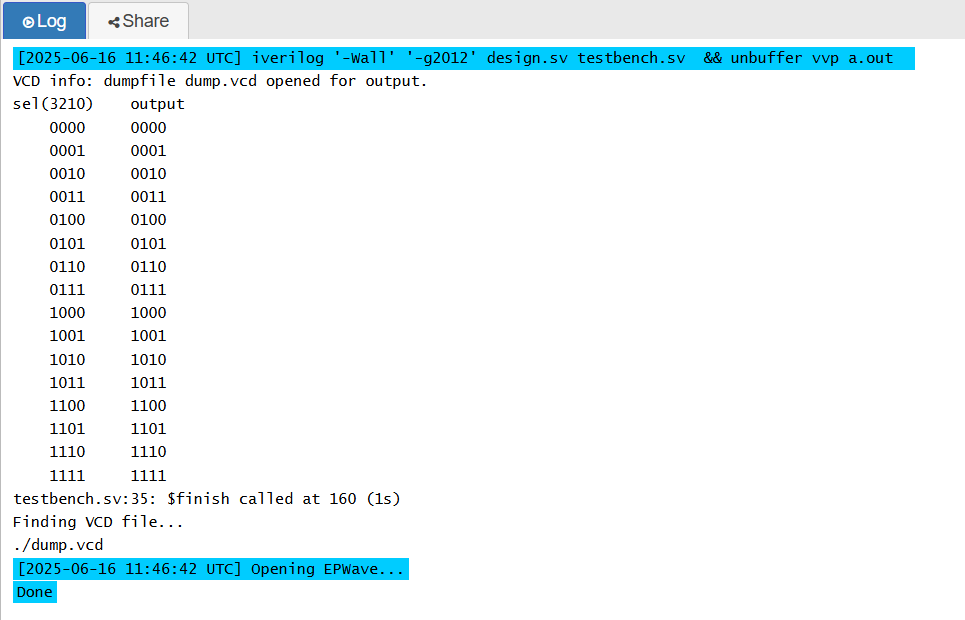 Log Share
[2025-06-16 11:46:42 UTC] iverilog '-Wall' '-g2012' design.sv testbench.sv  && unbuffer vvp a.out
VCD info: dumpfile dump.vcd opened for output.
sel(3210)    output
    0000     0000
    0001     0001
    0010     0010
    0011     0011
    0100     0100
    0101     0101
    0110     0110
    0111     0111
    1000     1000
    1001     1001
    1010     1010
    1011     1011
    1100     1100
    1101     1101
    1110     1110
    1111     1111
testbench.sv:35: $finish called at 160 (1s)
Finding VCD file...
./dump.vcd
[2025-06-16 11:46:42 UTC] Opening EPWave...
Done